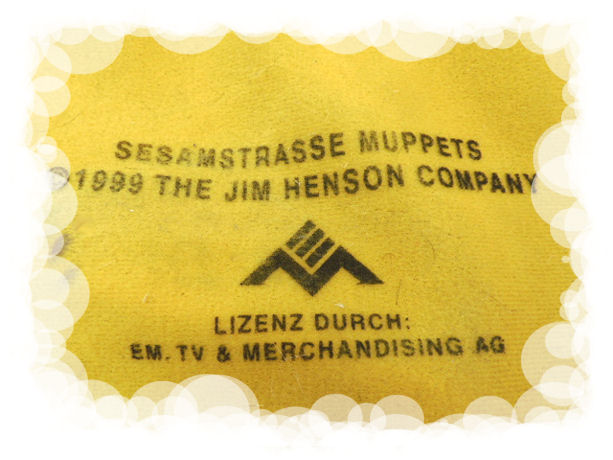 SESAMSTRASSE MUPPETS
©1999 THE JIM HENSON COMPANY
LIZENZ DURCH:
EM.TV & MERCHANDISING AG